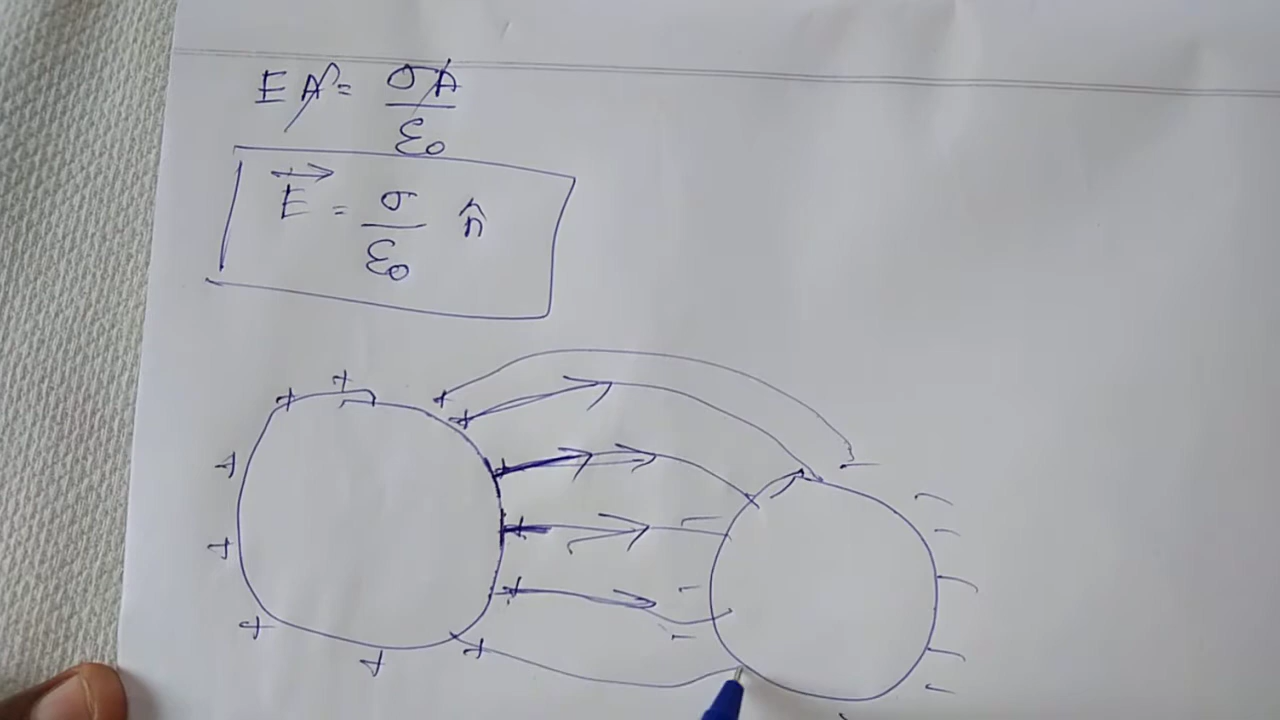 EA = σA/ε₀
E⃗ = σ/ε₀ n̂